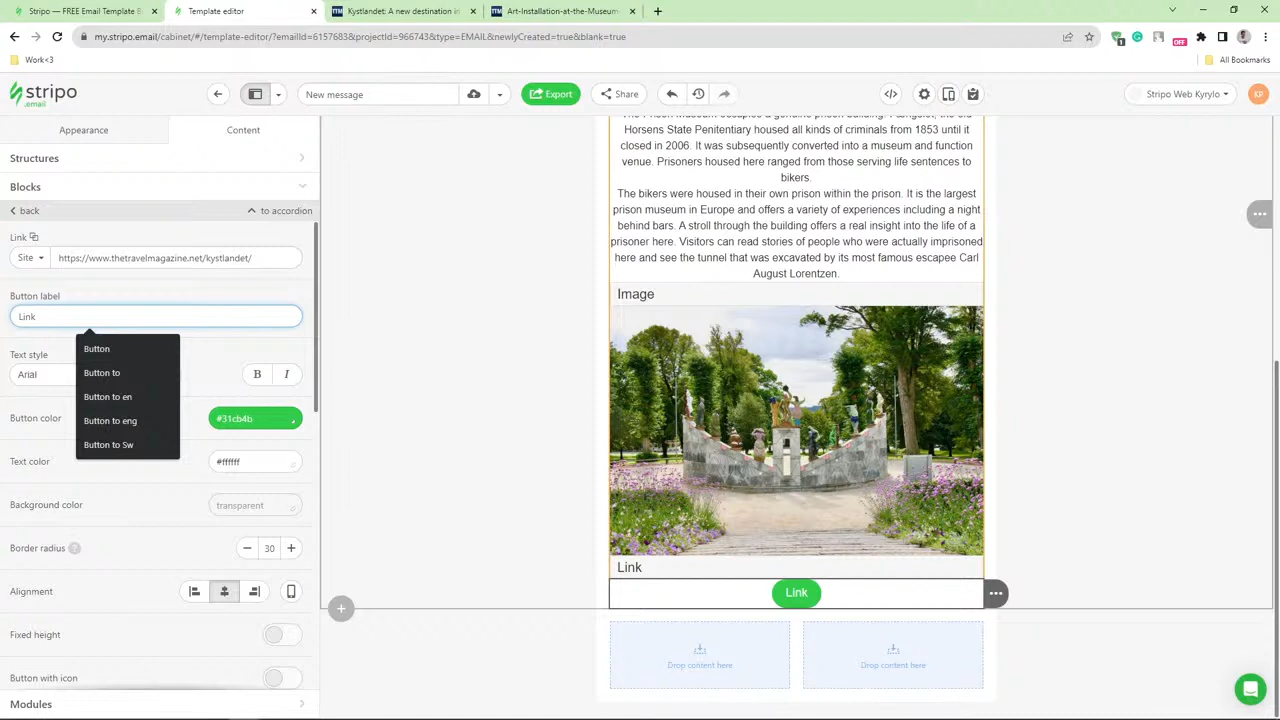 Stripo — FREE Email Template B
Template editor
Kystlandet: A new destination in
Art-Installation-at-the-Museum-
my.stripo.email/cabinet/#/template-editor/?emailId=6157683&projectId=966743&type=EMAIL&newlyCreated=true&blank=true
1
OFF
Work<3
All Bookmarks
stripo
.email
New message
Export
Share
Stripo Web Kyrylo
KP
Appearance
Content
Structures
Blocks
back
to accordion
Link
Site
https://www.thetravelmagazine.net/kystlandet/
Button label
Link
Button
Button to
Button to en
Button to eng
Button to Sw
Text style
Arial
B
I
Button color
#31cb4b
Text color
#ffffff
Background color
transparent
Border radius
?
30
Alignment
Fixed height
with icon
Modules
Horsens State Penitentiary housed all kinds of criminals from 1853 until it
closed in 2006. It was subsequently converted into a museum and function
venue. Prisoners housed here ranged from those serving life sentences to
bikers.
The bikers were housed in their own prison within the prison. It is the largest
prison museum in Europe and offers a variety of experiences including a night
behind bars. A stroll through the building offers a real insight into the life of a
prisoner here. Visitors can read stories of people who were actually imprisoned
here and see the tunnel that was excavated by its most famous escapee Carl
August Lorentzen.
Image
Link
Link
Drop content here
Drop content here